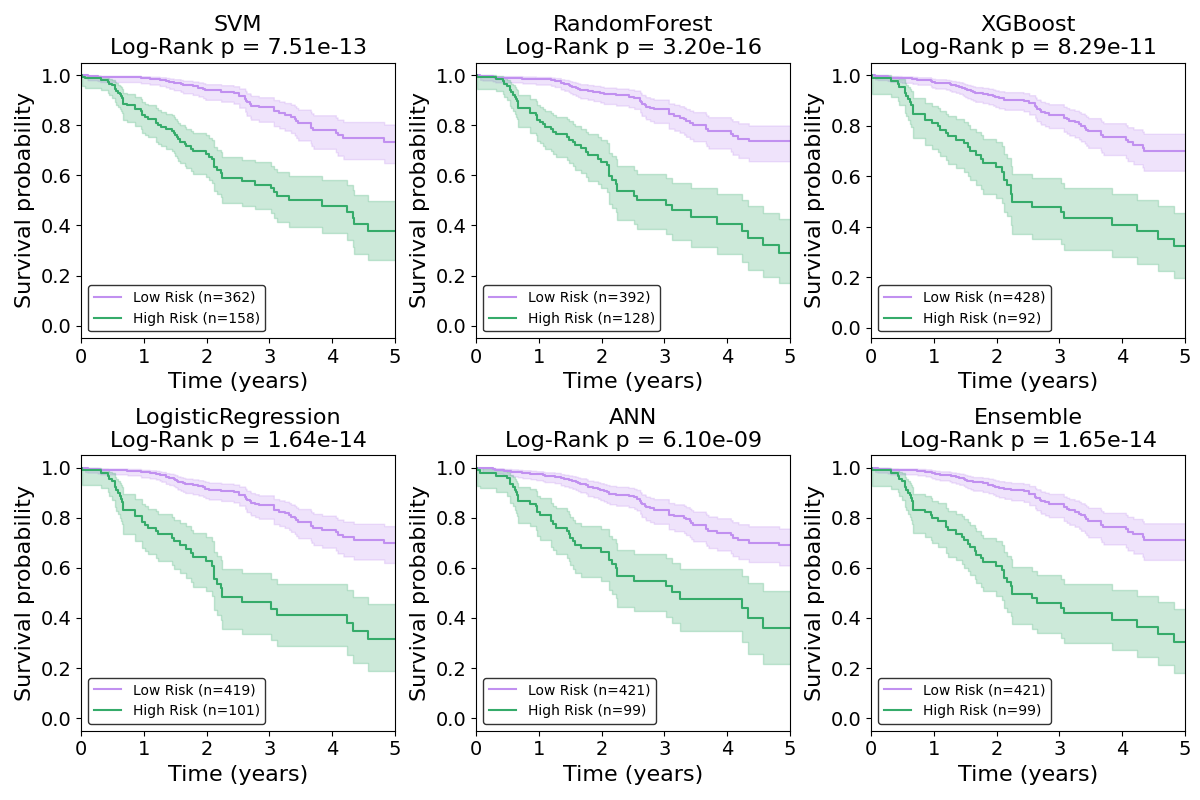 SVM
Log-Rank p = 7.51e-13
Survival probability
1.0
0.8
0.6
0.4
0.2
0.0
Low Risk (n=362)
High Risk (n=158)
0 1 2 3 4 5
Time (years)
RandomForest
Log-Rank p = 3.20e-16
Survival probability
1.0
0.8
0.6
0.4
0.2
0.0
Low Risk (n=392)
High Risk (n=128)
0 1 2 3 4 5
Time (years)
XGBoost
Log-Rank p = 8.29e-11
Survival probability
1.0
0.8
0.6
0.4
0.2
0.0
Low Risk (n=428)
High Risk (n=92)
0 1 2 3 4 5
Time (years)
LogisticRegression
Log-Rank p = 1.64e-14
Survival probability
1.0
0.8
0.6
0.4
0.2
0.0
Low Risk (n=419)
High Risk (n=101)
0 1 2 3 4 5
Time (years)
ANN
Log-Rank p = 6.10e-09
Survival probability
1.0
0.8
0.6
0.4
0.2
0.0
Low Risk (n=421)
High Risk (n=99)
0 1 2 3 4 5
Time (years)
Ensemble
Log-Rank p = 1.65e-14
Survival probability
1.0
0.8
0.6
0.4
0.2
0.0
Low Risk (n=421)
High Risk (n=99)
0 1 2 3 4 5
Time (years)